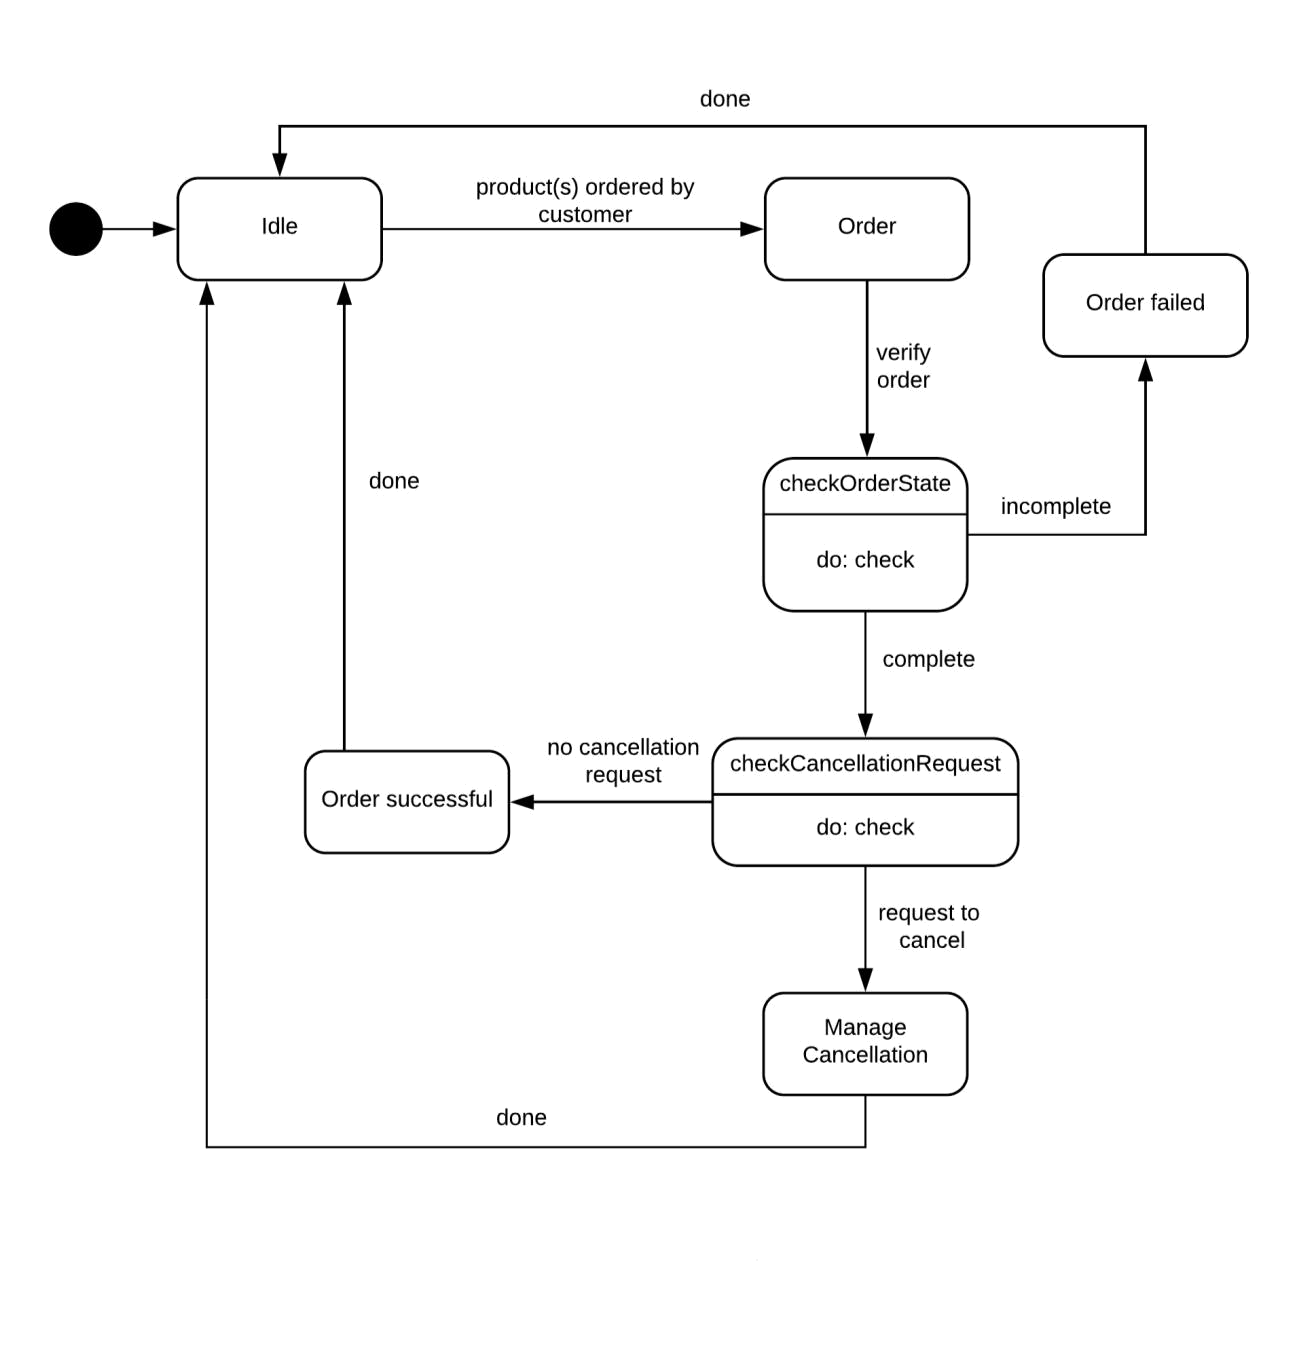 done
product(s) ordered by
customer
Idle
Order
Order failed
verify
order
checkOrderState
do: check
incomplete
done
complete
no cancellation
request
checkCancellationRequest
do: check
Order successful
request to
cancel
Manage
Cancellation
done